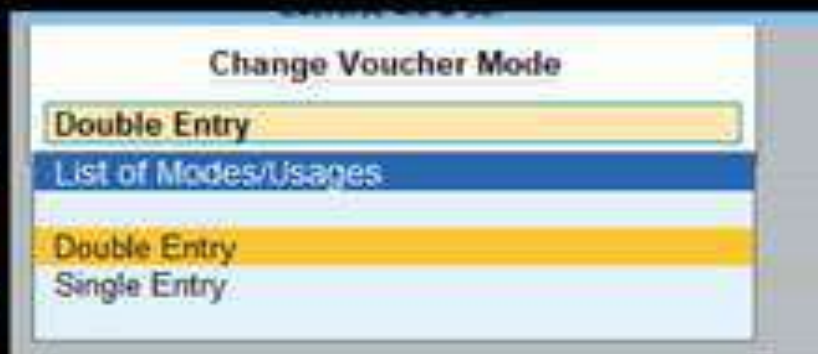 Change Voucher Mode
Double Entry
List of Modes/Usages
Double Entry
Single Entry